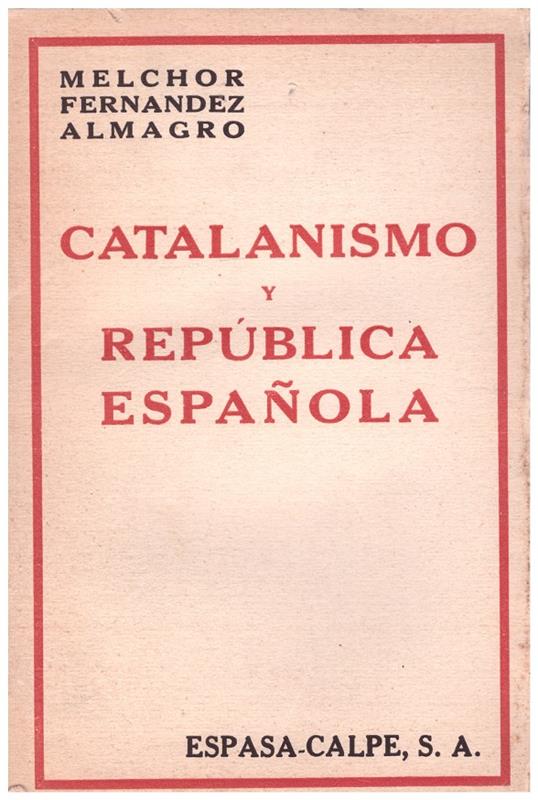 MELCHOR
FERNANDEZ
ALMAGRO
CATALANISMO
Y
REPÚBLICA
ESPAÑOLA
ESPASA-CALPE, S. A.